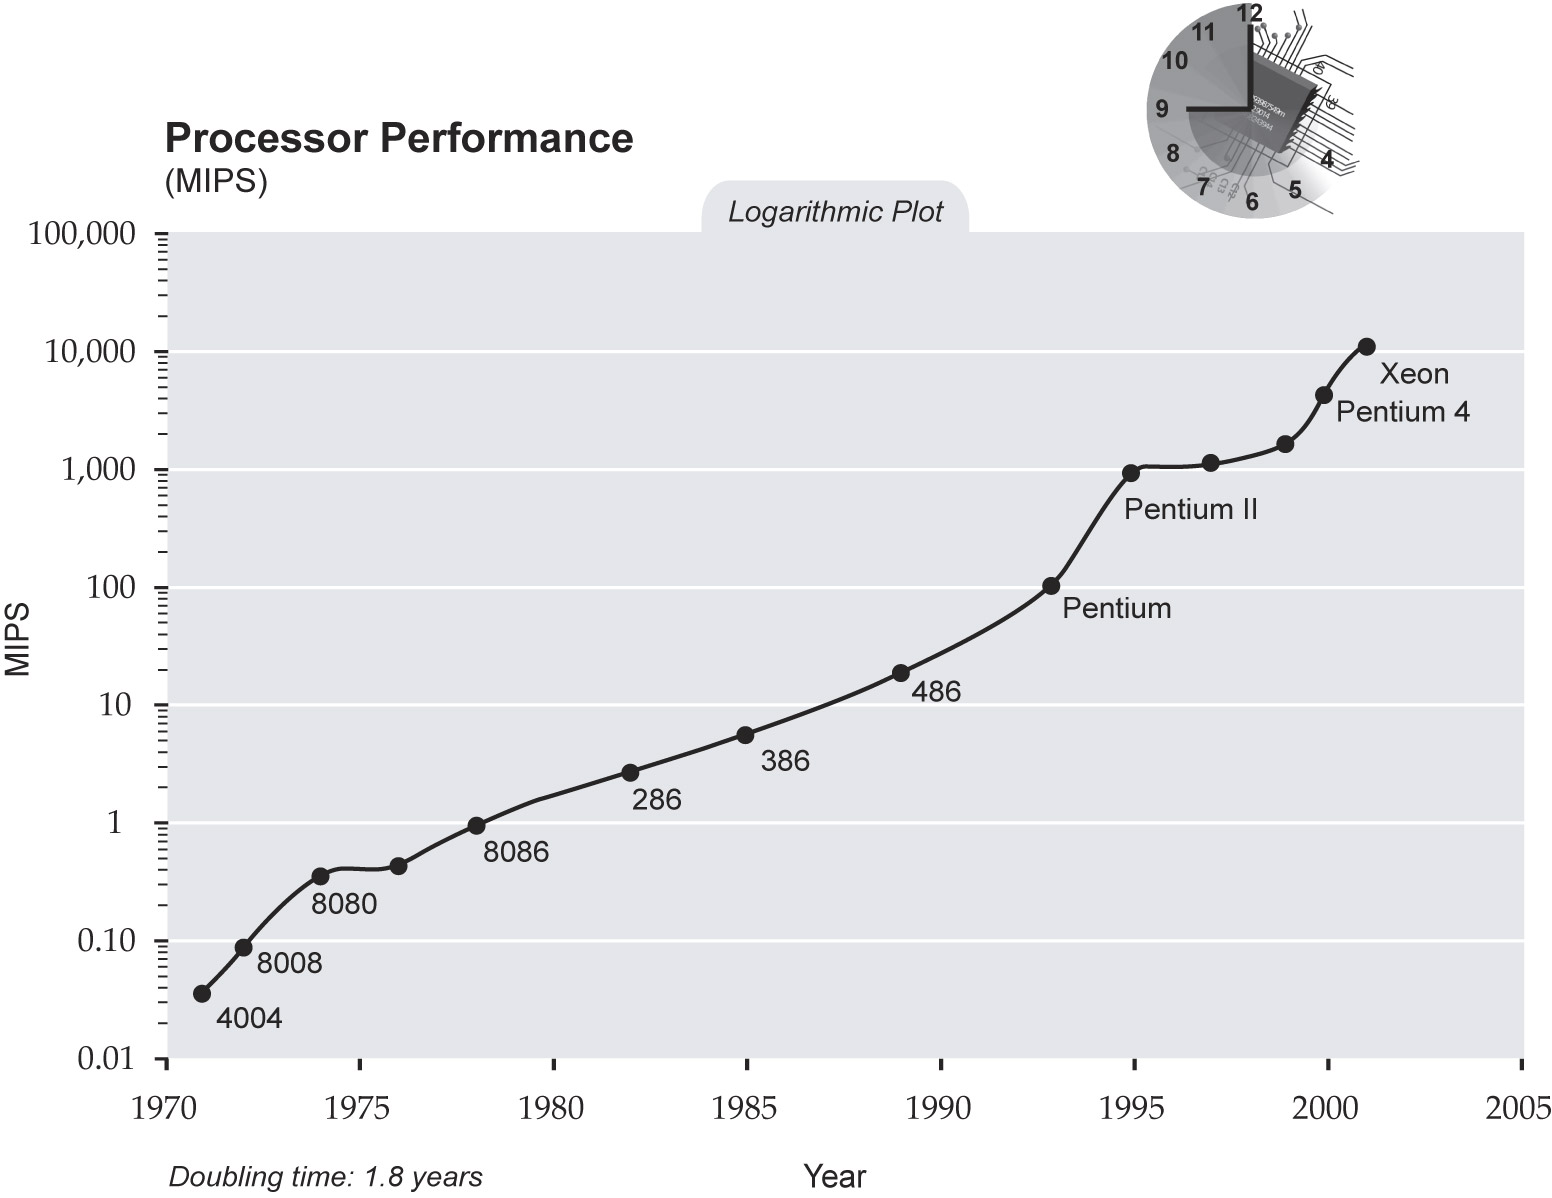 12
11
10
9
8
7
6
5
4
40
39
Processor Performance
(MIPS)
Logarithmic Plot
100,000
10,000
1,000
100
10
1
0.10
0.01
MIPS
Xeon
Pentium 4
Pentium II
Pentium
486
386
286
8086
8080
8008
4004
1970 1975 1980 1985 1990 1995 2000 2005
Doubling time: 1.8 years
Year